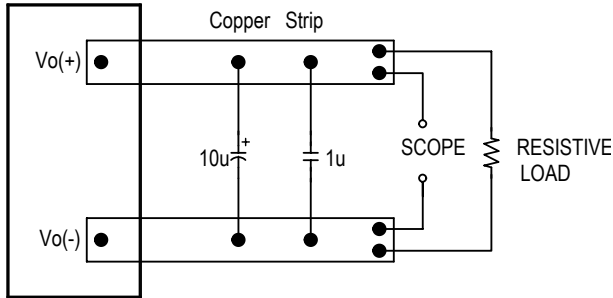 Copper Strip
Vo(+)
10u
+
1u
SCOPE
RESISTIVE
LOAD
Vo(-)